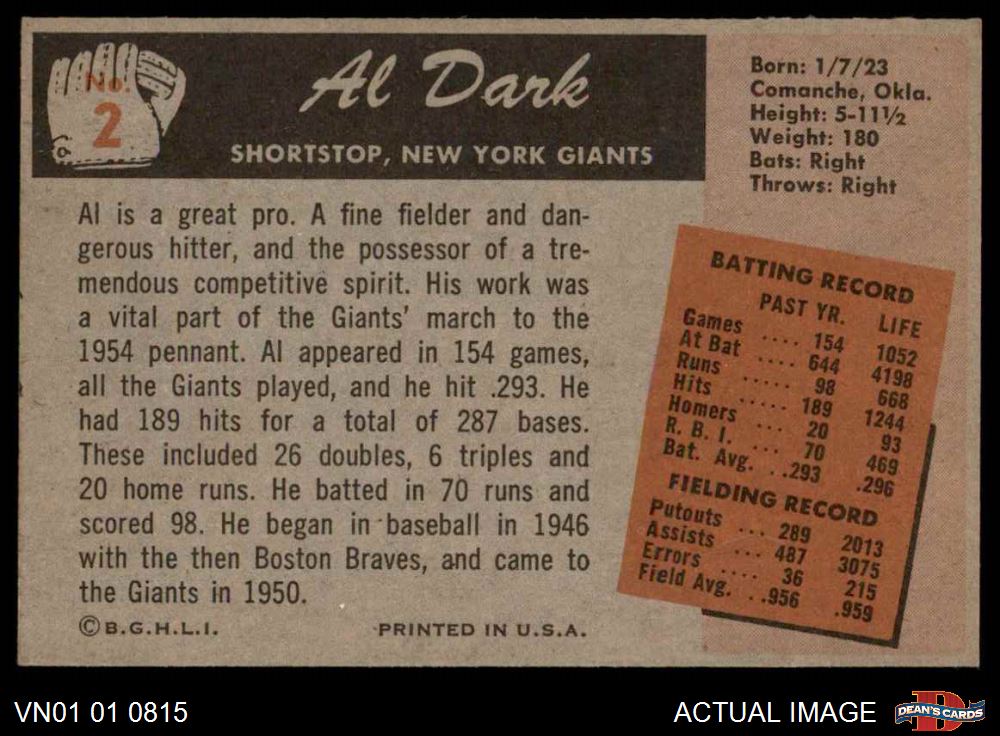 No.
2
Al Dark
SHORTSTOP, NEW YORK GIANTS
Born: 1/7/23
Comanche, Okla.
Height: 5-11½
Weight: 180
Bats: Right
Throws: Right
Al is a great pro. A fine fielder and dan-
gerous hitter, and the possessor of a tre-
mendous competitive spirit. His work was
a vital part of the Giants' march to the
1954 pennant. Al appeared in 154 games,
all the Giants played, and he hit .293. He
had 189 hits for a total of 287 bases.
These included 26 doubles, 6 triples and
20 home runs. He batted in 70 runs and
scored 98. He began in baseball in 1946
with the then Boston Braves, and came to
the Giants in 1950.
©B.G.H.L.I. PRINTED IN U.S.A.
BATTING RECORD
PAST YR. LIFE
Games .... 154 1052
At Bat .... 644 4198
Runs ..... 98 668
Hits ..... 189 1244
Homers ... 20 93
R. B. I. .... 70 469
Bat. Avg. ..293 .296
FIELDING RECORD
Putouts ... 289 2013
Assists ... 487 3075
Errors .... 36 215
Field Avg. ..956 .959
VN01 01 0815 ACTUAL IMAGE DEAN'S CARDS